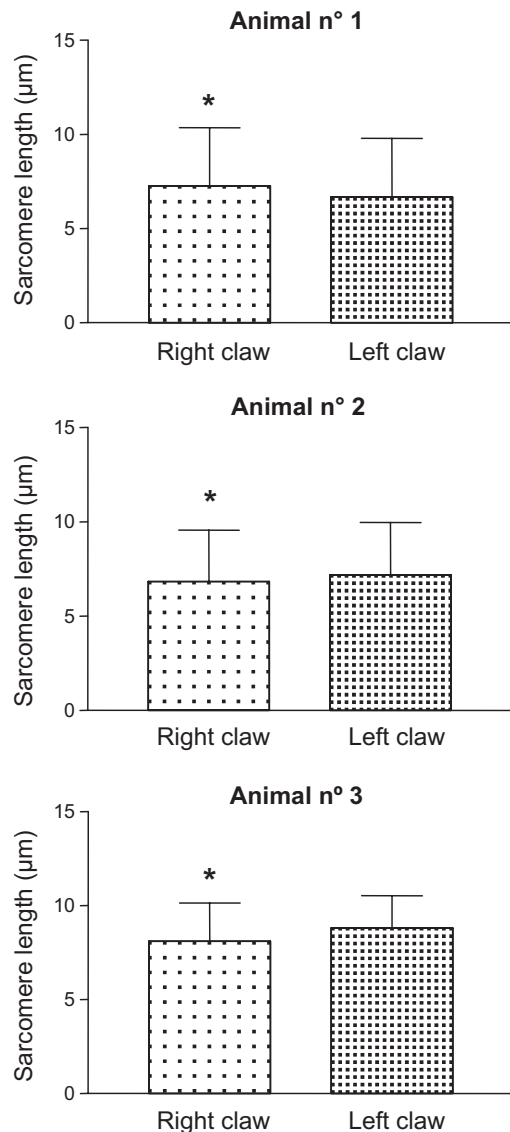 Animal n° 1
15
10
5
0
Sarcomere length (μm)
*
Right claw Left claw
Animal n° 2
15
10
5
0
Sarcomere length (μm)
*
Right claw Left claw
Animal nº 3
15
10
5
0
Sarcomere length (μm)
*
Right claw Left claw